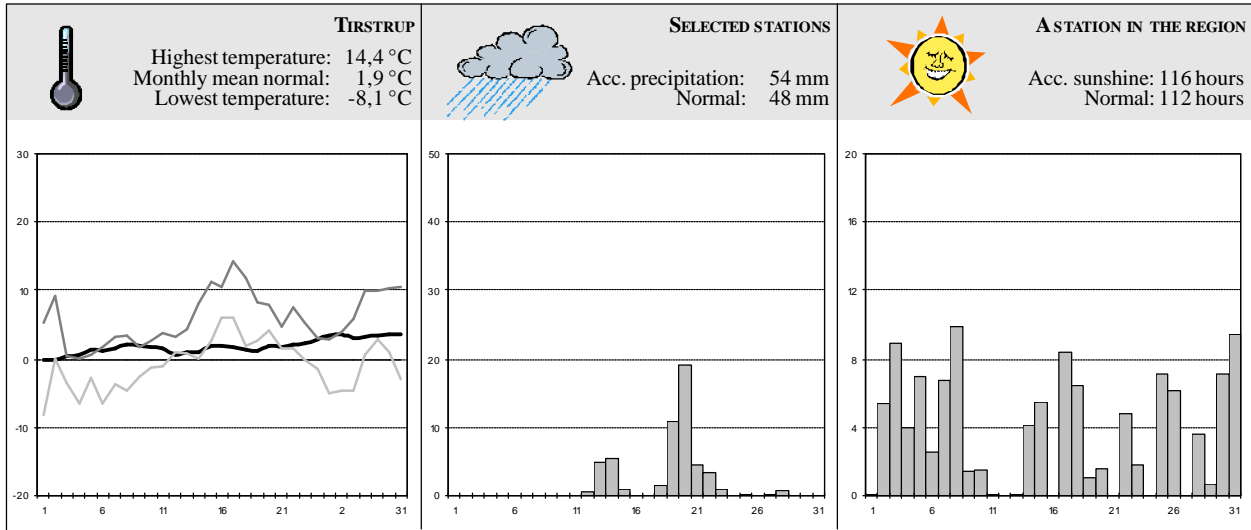 TIRSTRUP
Highest temperature: 14,4 °C
Monthly mean normal: 1,9 °C
Lowest temperature: -8,1 °C
SELECTED STATIONS
Acc. precipitation: 54 mm
Normal: 48 mm
A STATION IN THE REGION
Acc. sunshine: 116 hours
Normal: 112 hours
30
20
10
0
-10
-20
1 6 11 16 21 2 31
50
40
30
20
10
0
1 6 11 16 21 26 31
20
16
12
8
4
0
1 6 11 16 21 26 31